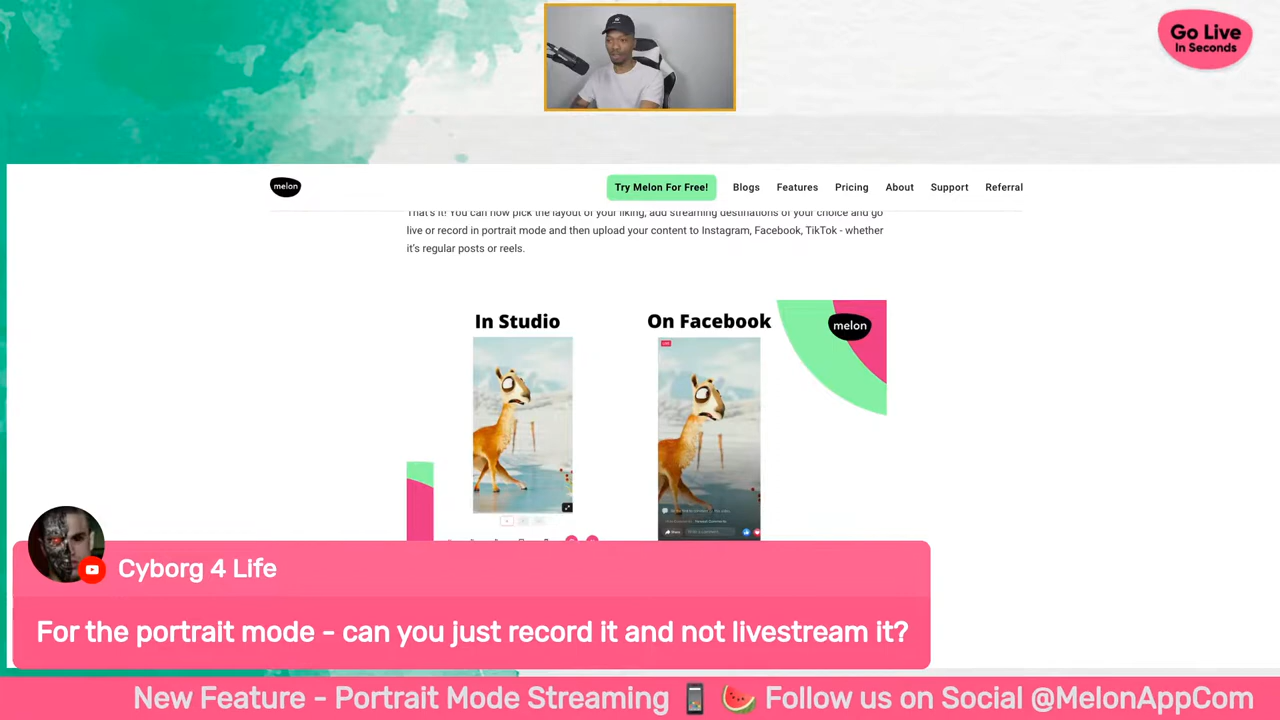 Go Live
In Seconds
melon
Try Melon For Free!
Blogs
Features
Pricing
About
Support
Referral
That's it! You can now pick the layout of your liking, add streaming destinations of your choice and go
live or record in portrait mode and then upload your content to Instagram, Facebook, TikTok - whether
it's regular posts or reels.
In Studio
On Facebook
melon
LIVE
Share
Cyborg 4 Life
For the portrait mode - can you just record it and not livestream it?
New Feature - Portrait Mode Streaming 📱 🍉 Follow us on Social @MelonAppCom